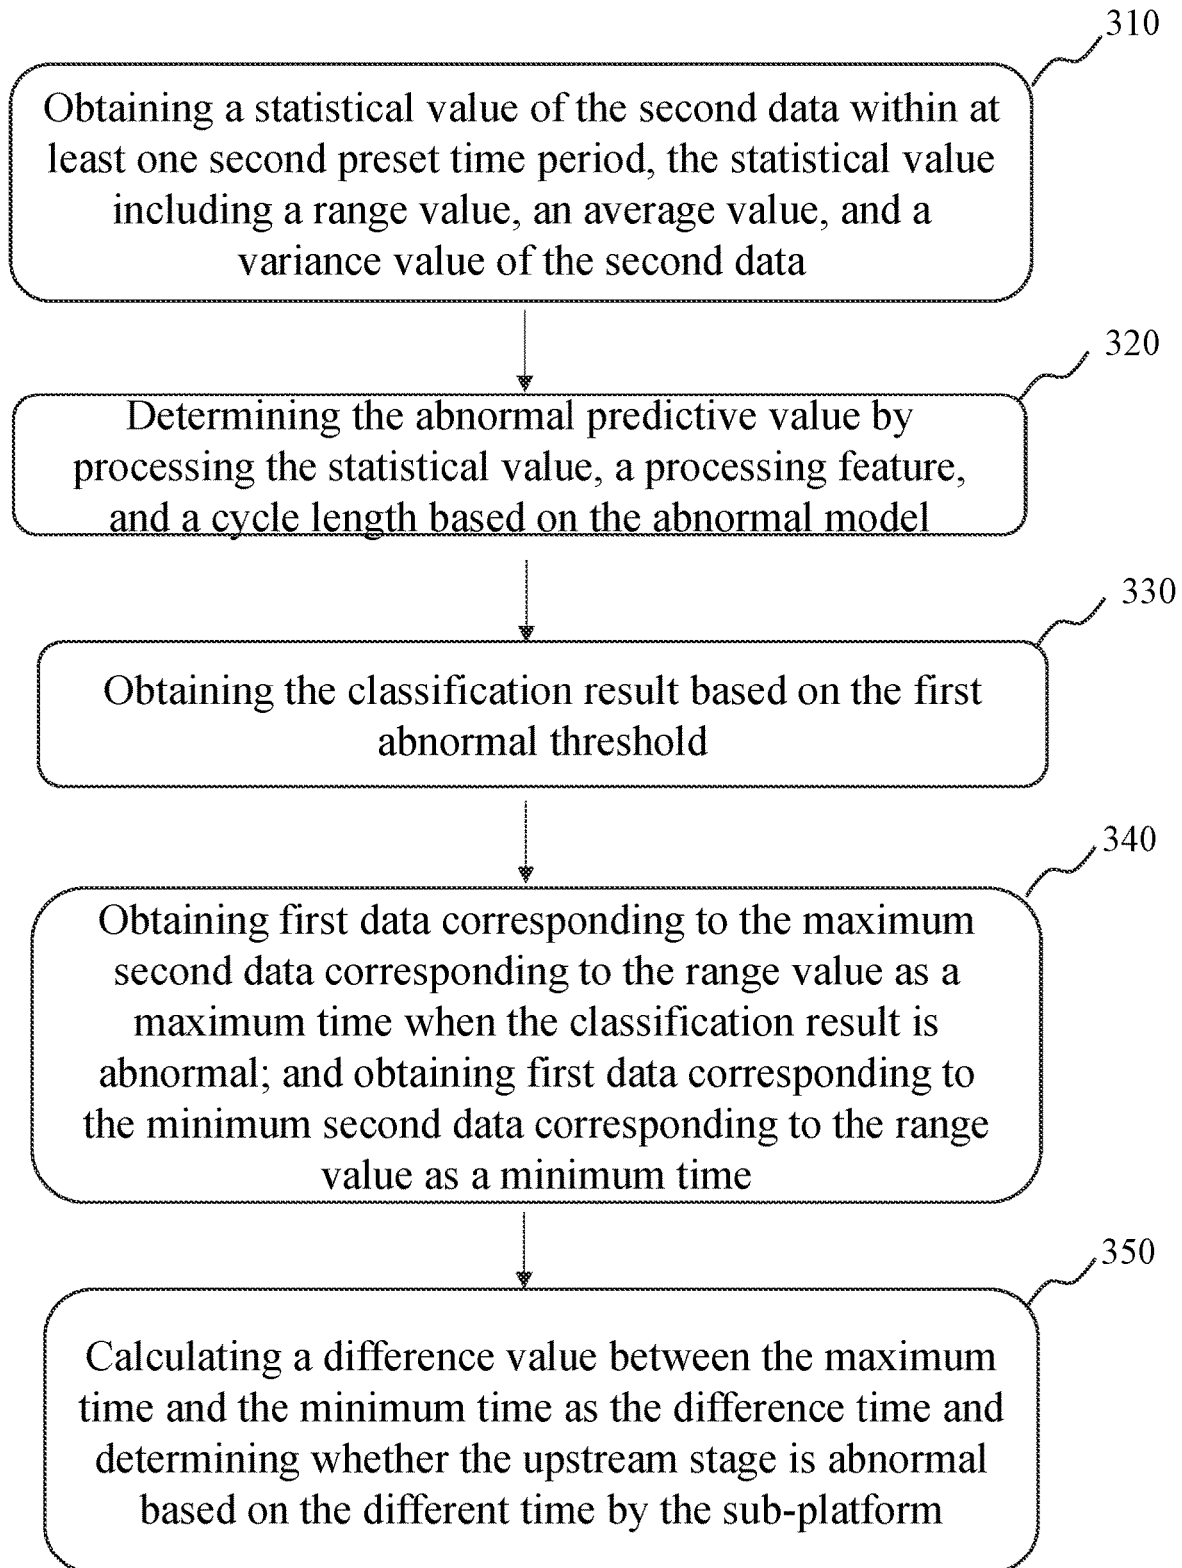 310
Obtaining a statistical value of the second data within at
least one second preset time period, the statistical value
including a range value, an average value, and a
variance value of the second data
320
Determining the abnormal predictive value by
processing the statistical value, a processing feature,
and a cycle length based on the abnormal model
330
Obtaining the classification result based on the first
abnormal threshold
340
Obtaining first data corresponding to the maximum
second data corresponding to the range value as a
maximum time when the classification result is
abnormal; and obtaining first data corresponding to
the minimum second data corresponding to the range
value as a minimum time
350
Calculating a difference value between the maximum
time and the minimum time as the difference time and
determining whether the upstream stage is abnormal
based on the different time by the sub-platform